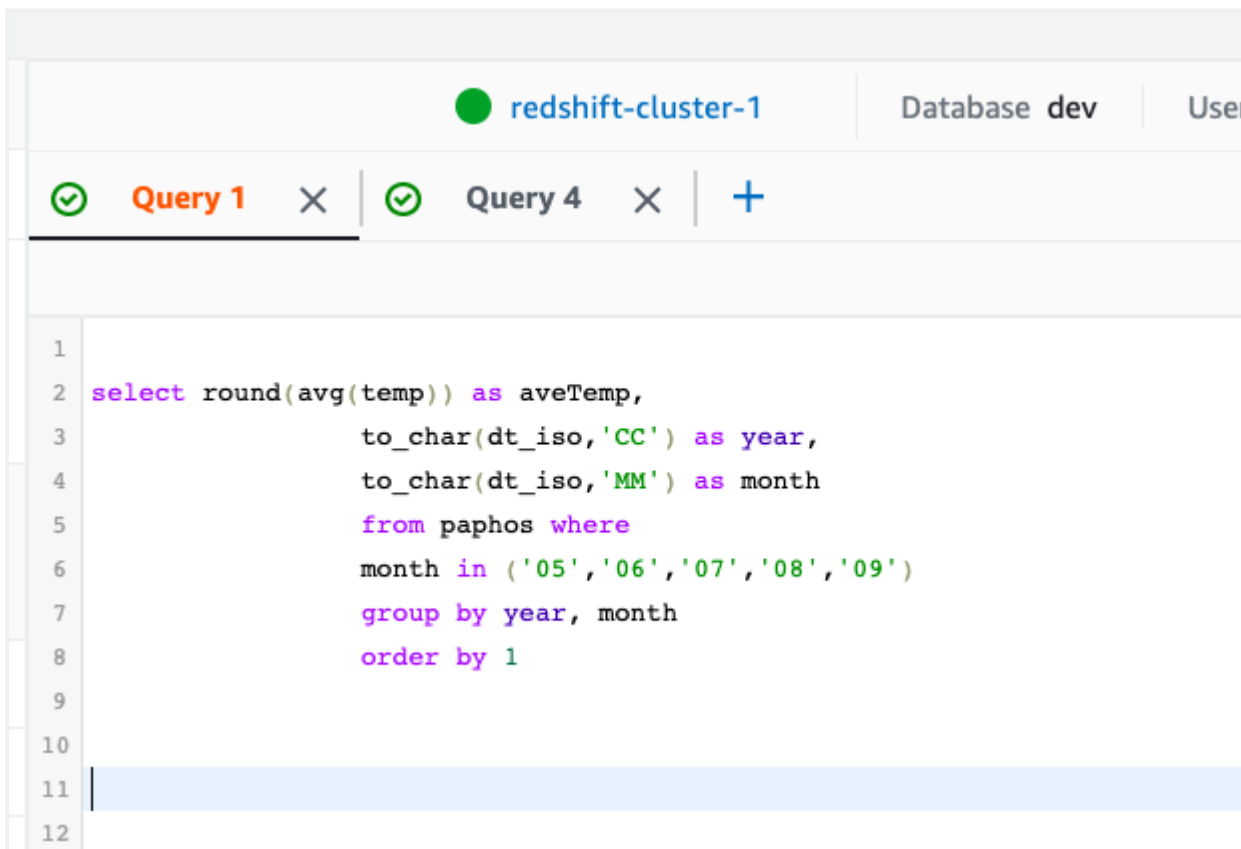 redshift-cluster-1 Database dev User
Query 1 Query 4 +
1
2 select round(avg(temp)) as aveTemp,
3 to_char(dt_iso,'CC') as year,
4 to_char(dt_iso,'MM') as month
5 from paphos where
6 month in ('05','06','07','08','09')
7 group by year, month
8 order by 1
9
10
11
12